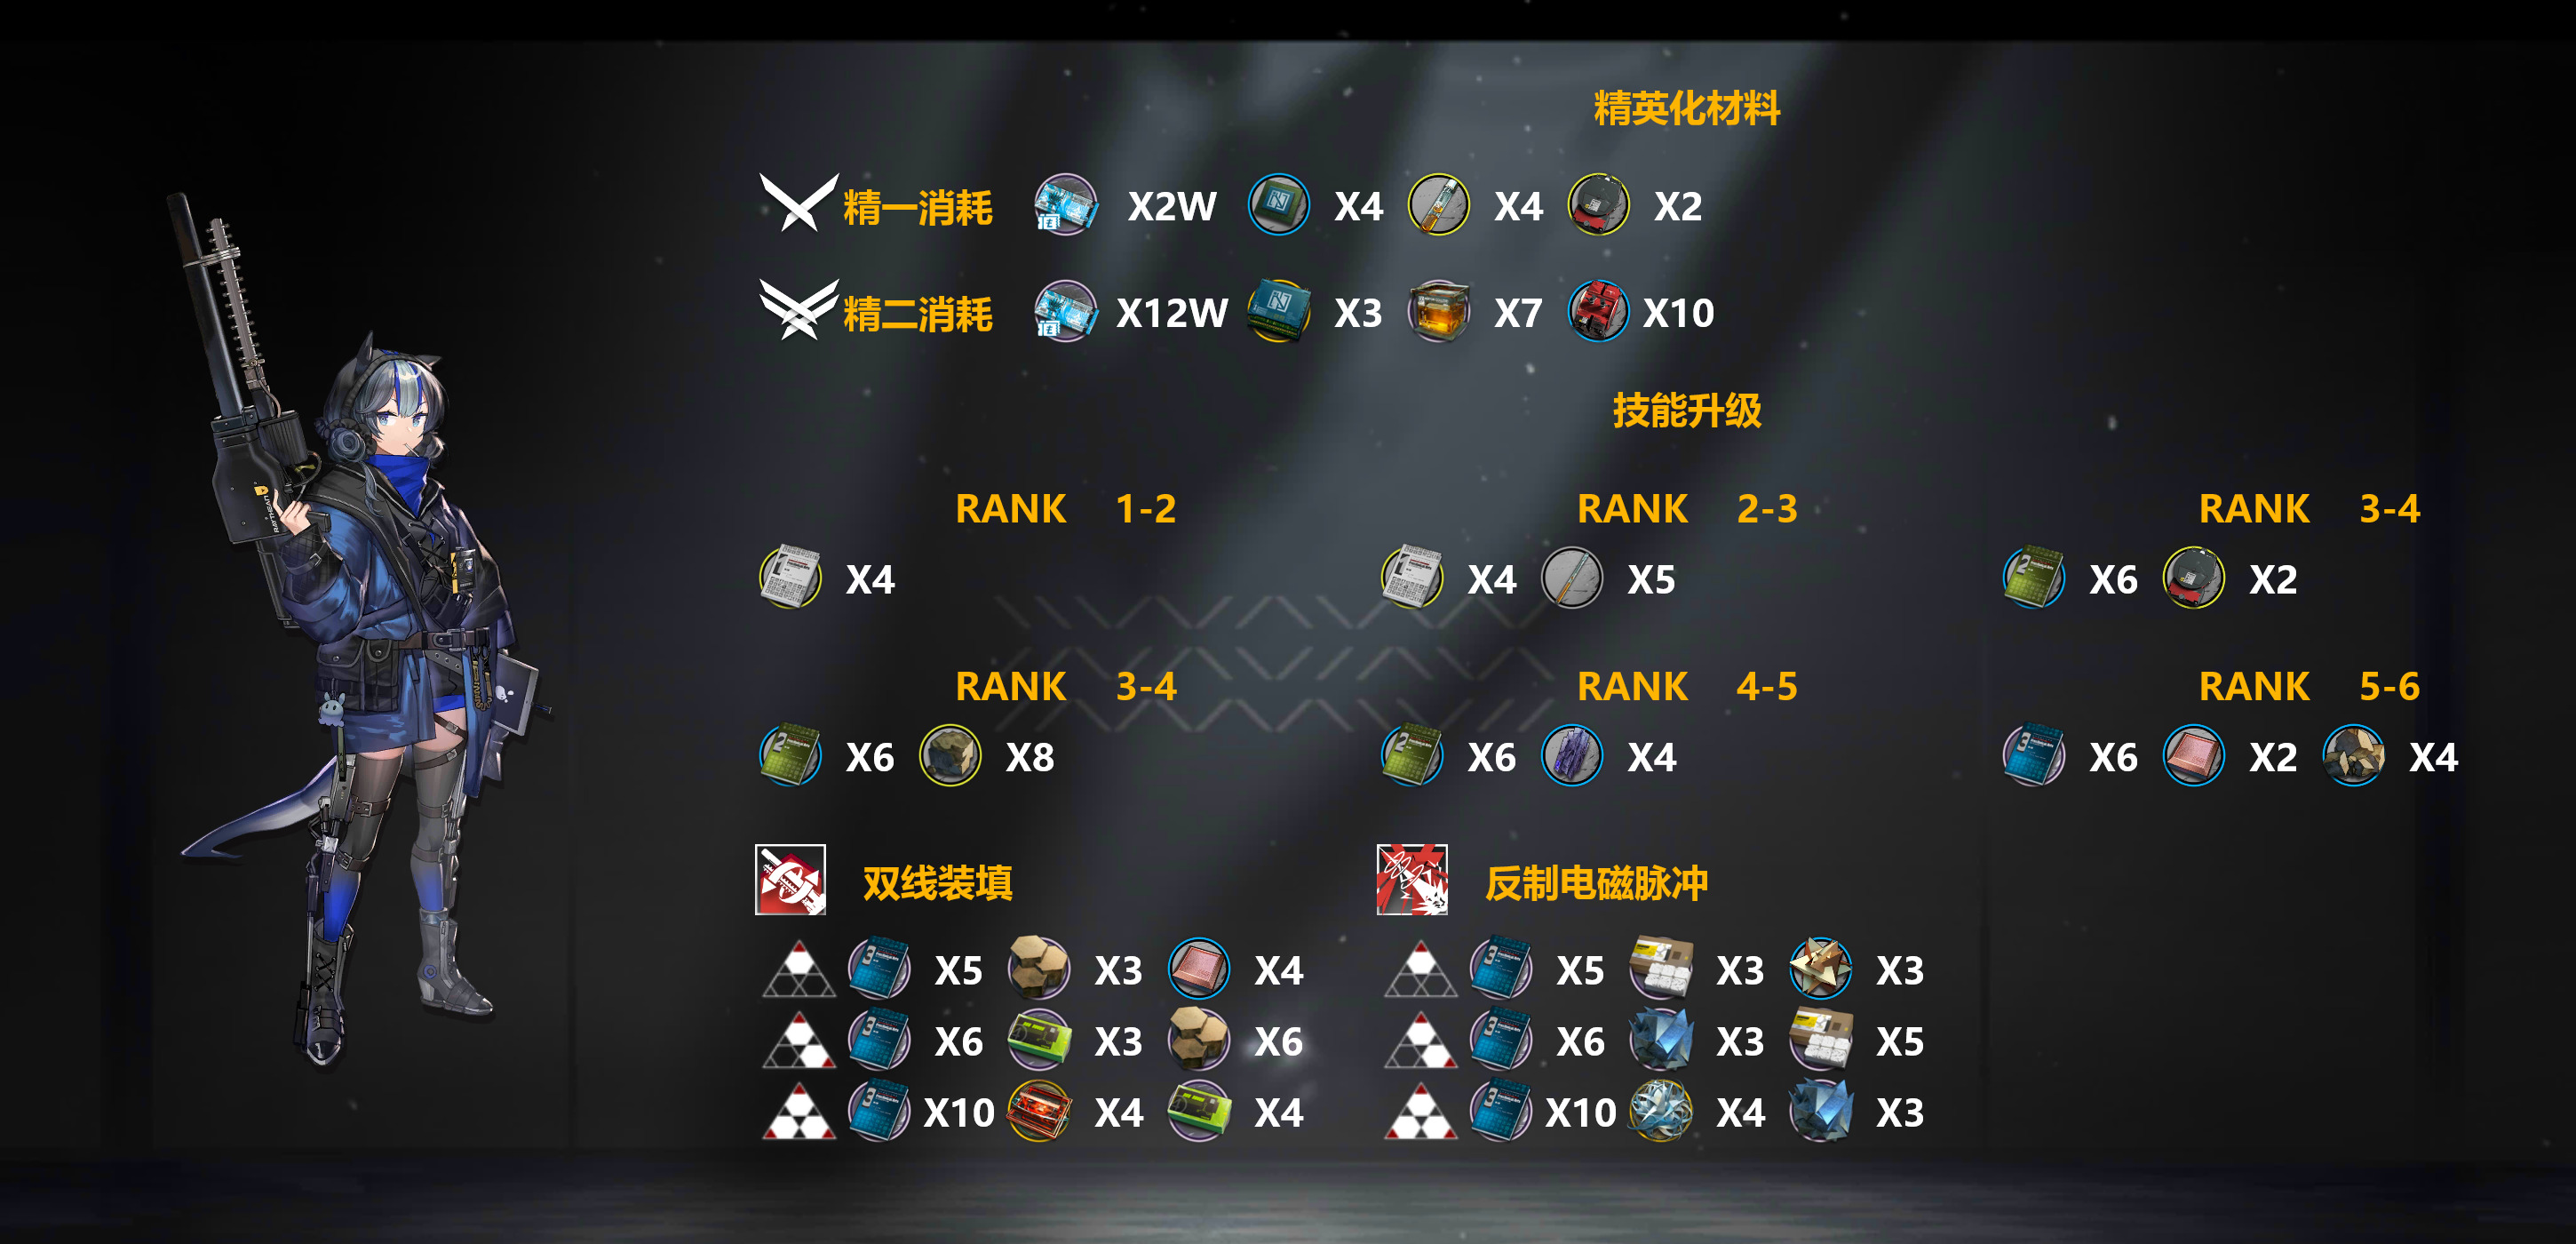 精英化材料
精一消耗 X2W X4 X4 X2
精二消耗 X12W X3 X7 X10
技能升级
RANK 1-2 RANK 2-3 RANK 3-4
X4 X4 X5 X6 X2
RANK 3-4 RANK 4-5 RANK 5-6
X6 X8 X6 X4 X6 X2 X4
双线装填 反制电磁脉冲
X5 X3 X4 X5 X3 X3
X6 X3 X6 X6 X3 X5
X10 X4 X4 X10 X4 X3